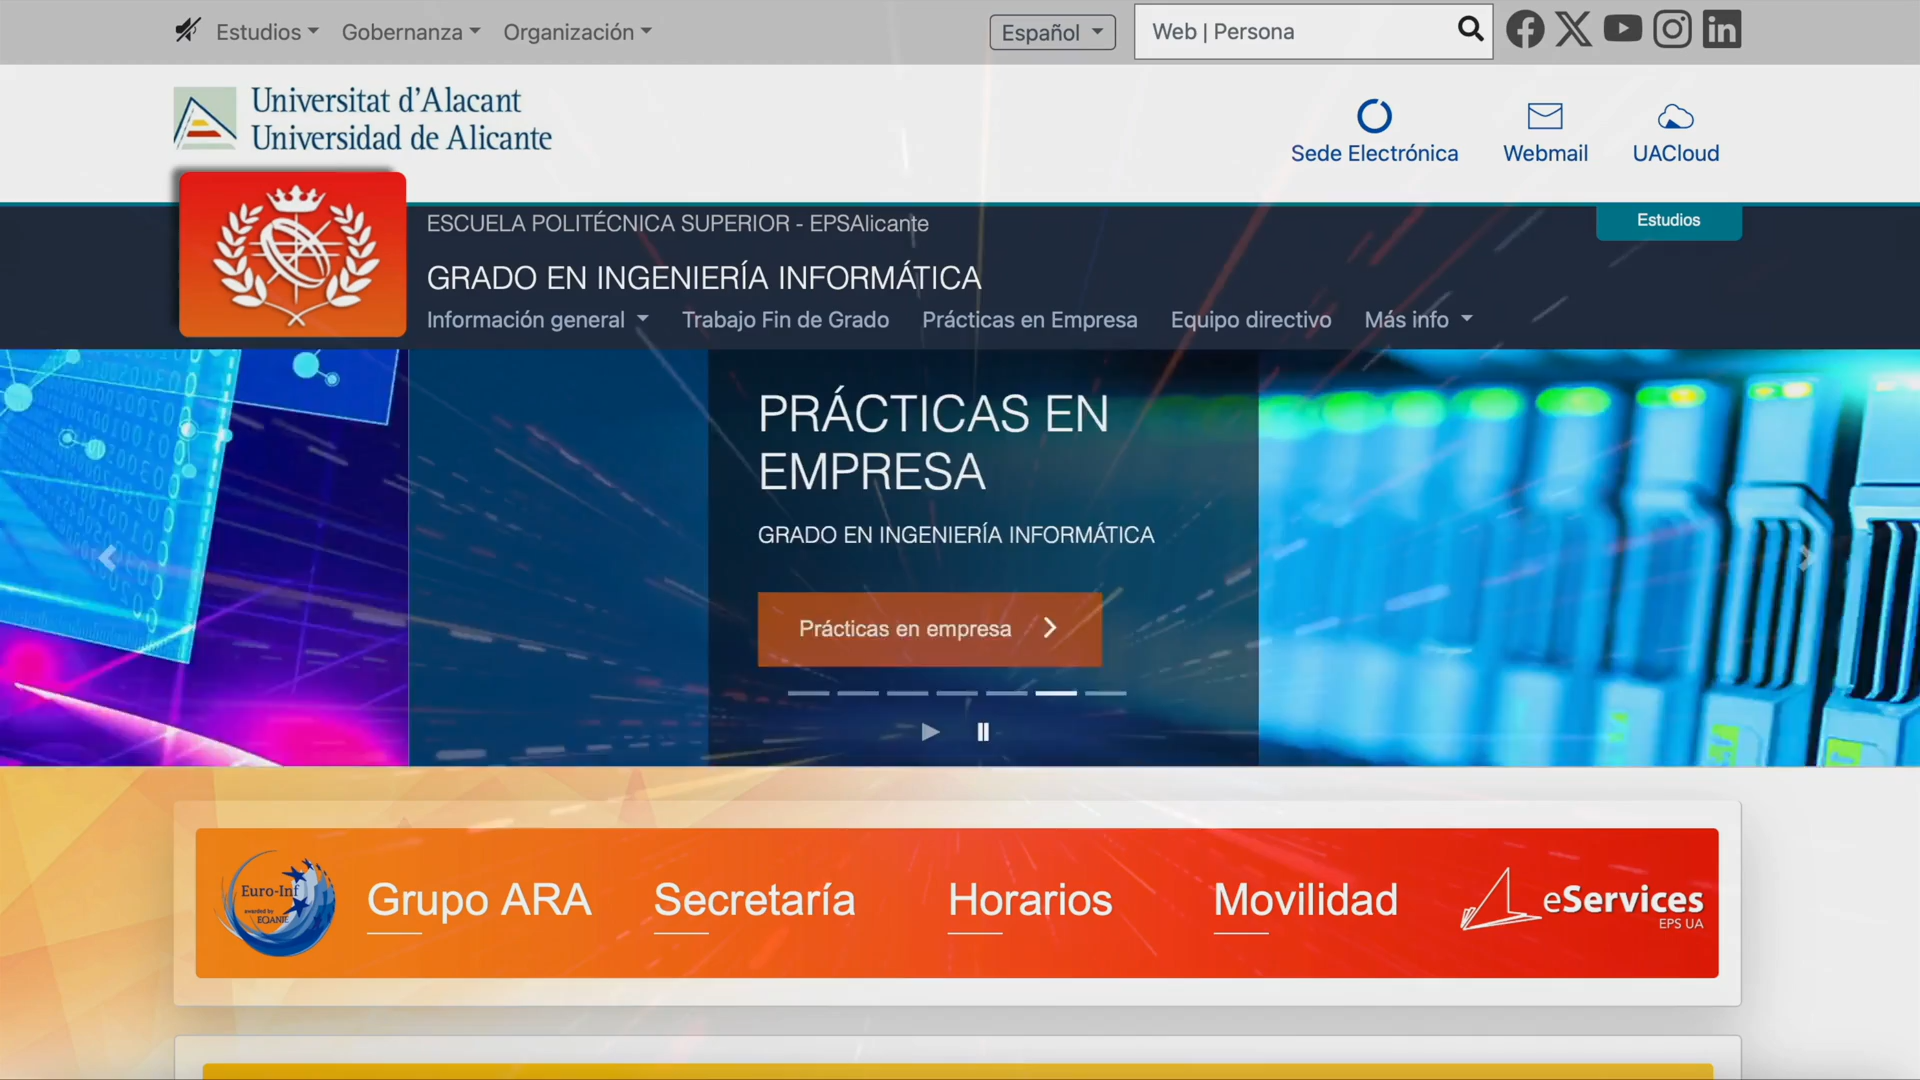 Estudios
Gobernanza
Organización
Español
Web | Persona
Universitat d'Alacant
Universidad de Alicante
Sede Electrónica
Webmail
UACloud
ESCUELA POLITÉCNICA SUPERIOR - EPSAlicante
Estudios
GRADO EN INGENIERÍA INFORMÁTICA
Información general
Trabajo Fin de Grado
Prácticas en Empresa
Equipo directivo
Más info
PRÁCTICAS EN
EMPRESA
GRADO EN INGENIERÍA INFORMÁTICA
Prácticas en empresa
Euro-Inf
awarded by
EQANIE
Grupo ARA
Secretaría
Horarios
Movilidad
eServices
EPS UA